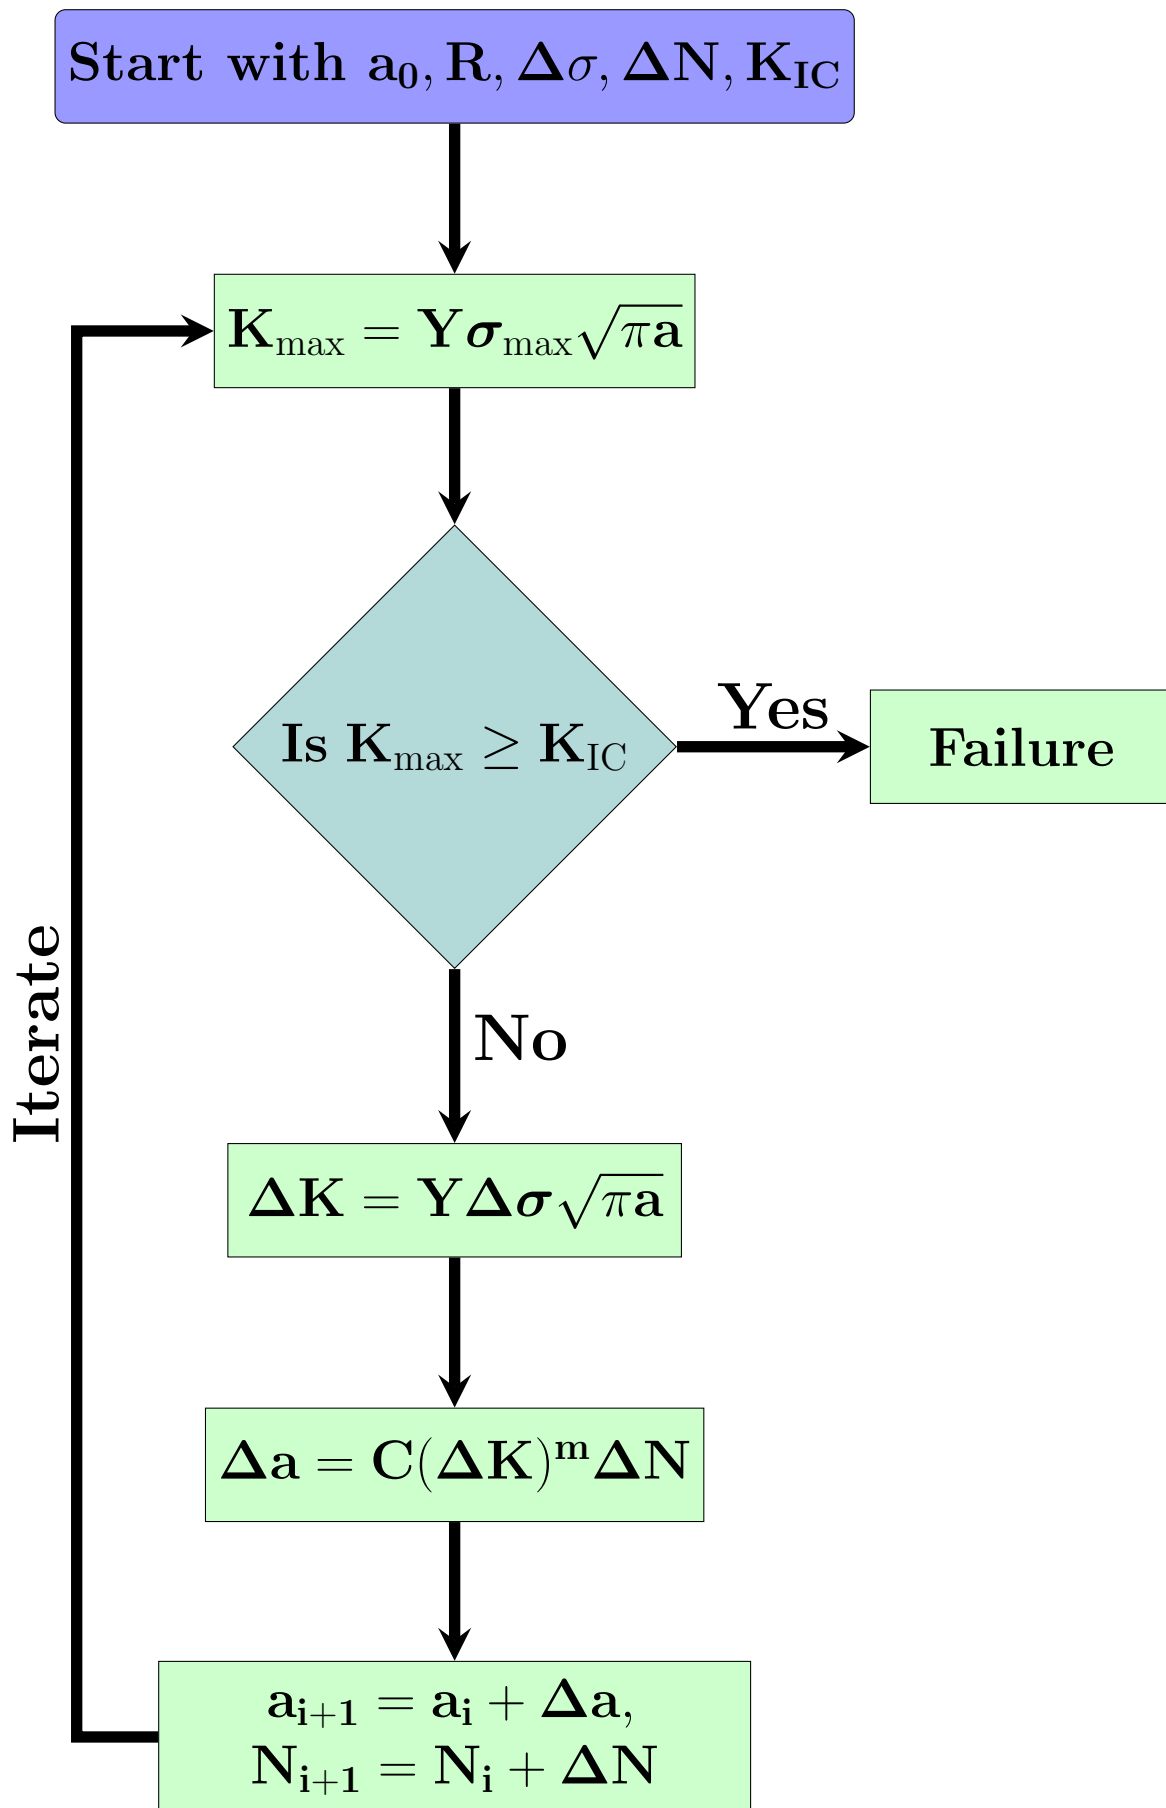 Start with a₀, R, Δσ, ΔN, K_IC
K_max = Yσ_max√(πa)
Is K_max ≥ K_IC
Yes
Failure
No
Iterate
ΔK = YΔσ√(πa)
Δa = C(ΔK)^m ΔN
a_{i+1} = a_i + Δa,
N_{i+1} = N_i + ΔN